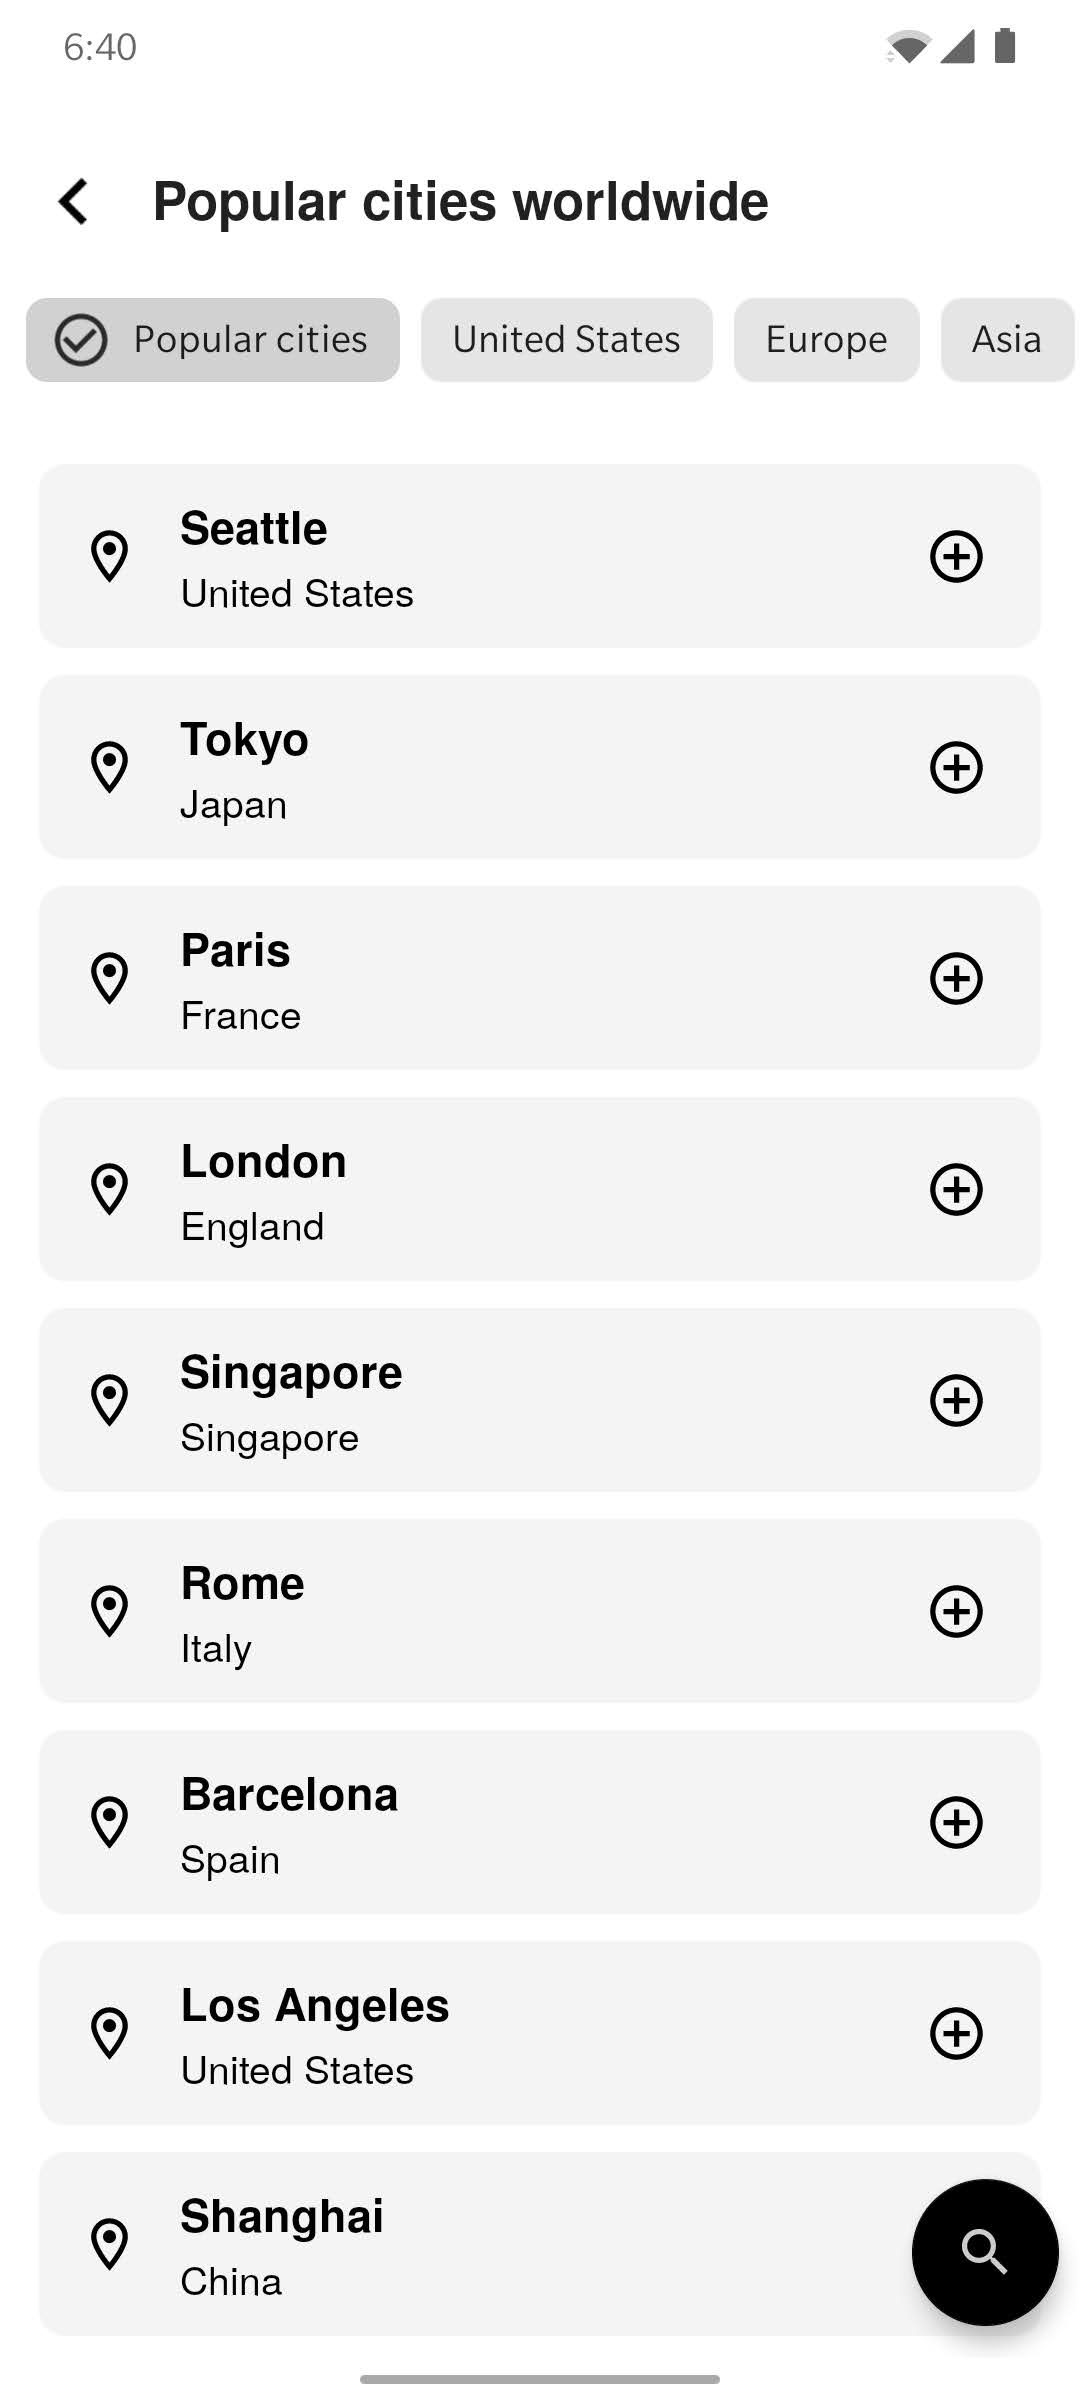 6:40
Popular cities worldwide
Popular cities
United States
Europe
Asia
Seattle
United States
Tokyo
Japan
Paris
France
London
England
Singapore
Singapore
Rome
Italy
Barcelona
Spain
Los Angeles
United States
Shanghai
China